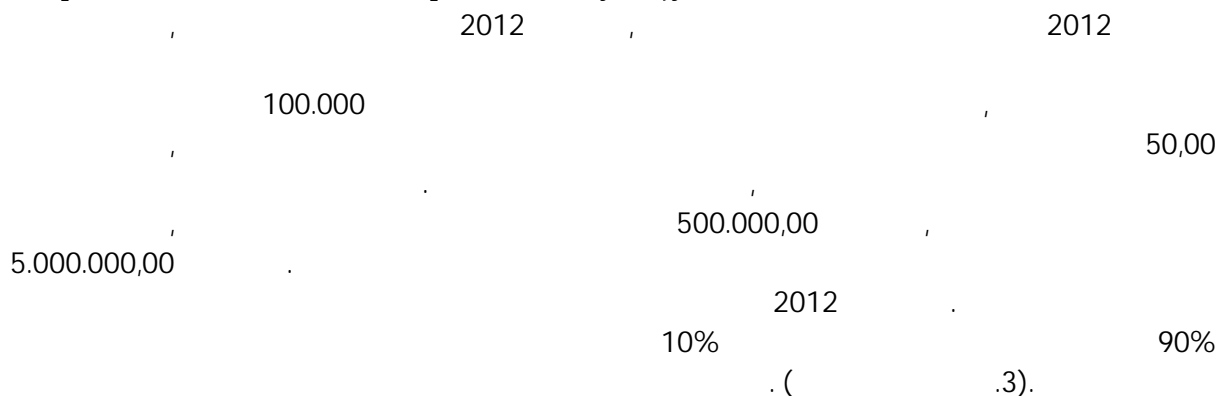 , 2012 , 2012
100.000 ,
, 50,00
. ,
, 500.000,00 ,
5.000.000,00 .
2012 .
10% 90%
. ( .3).